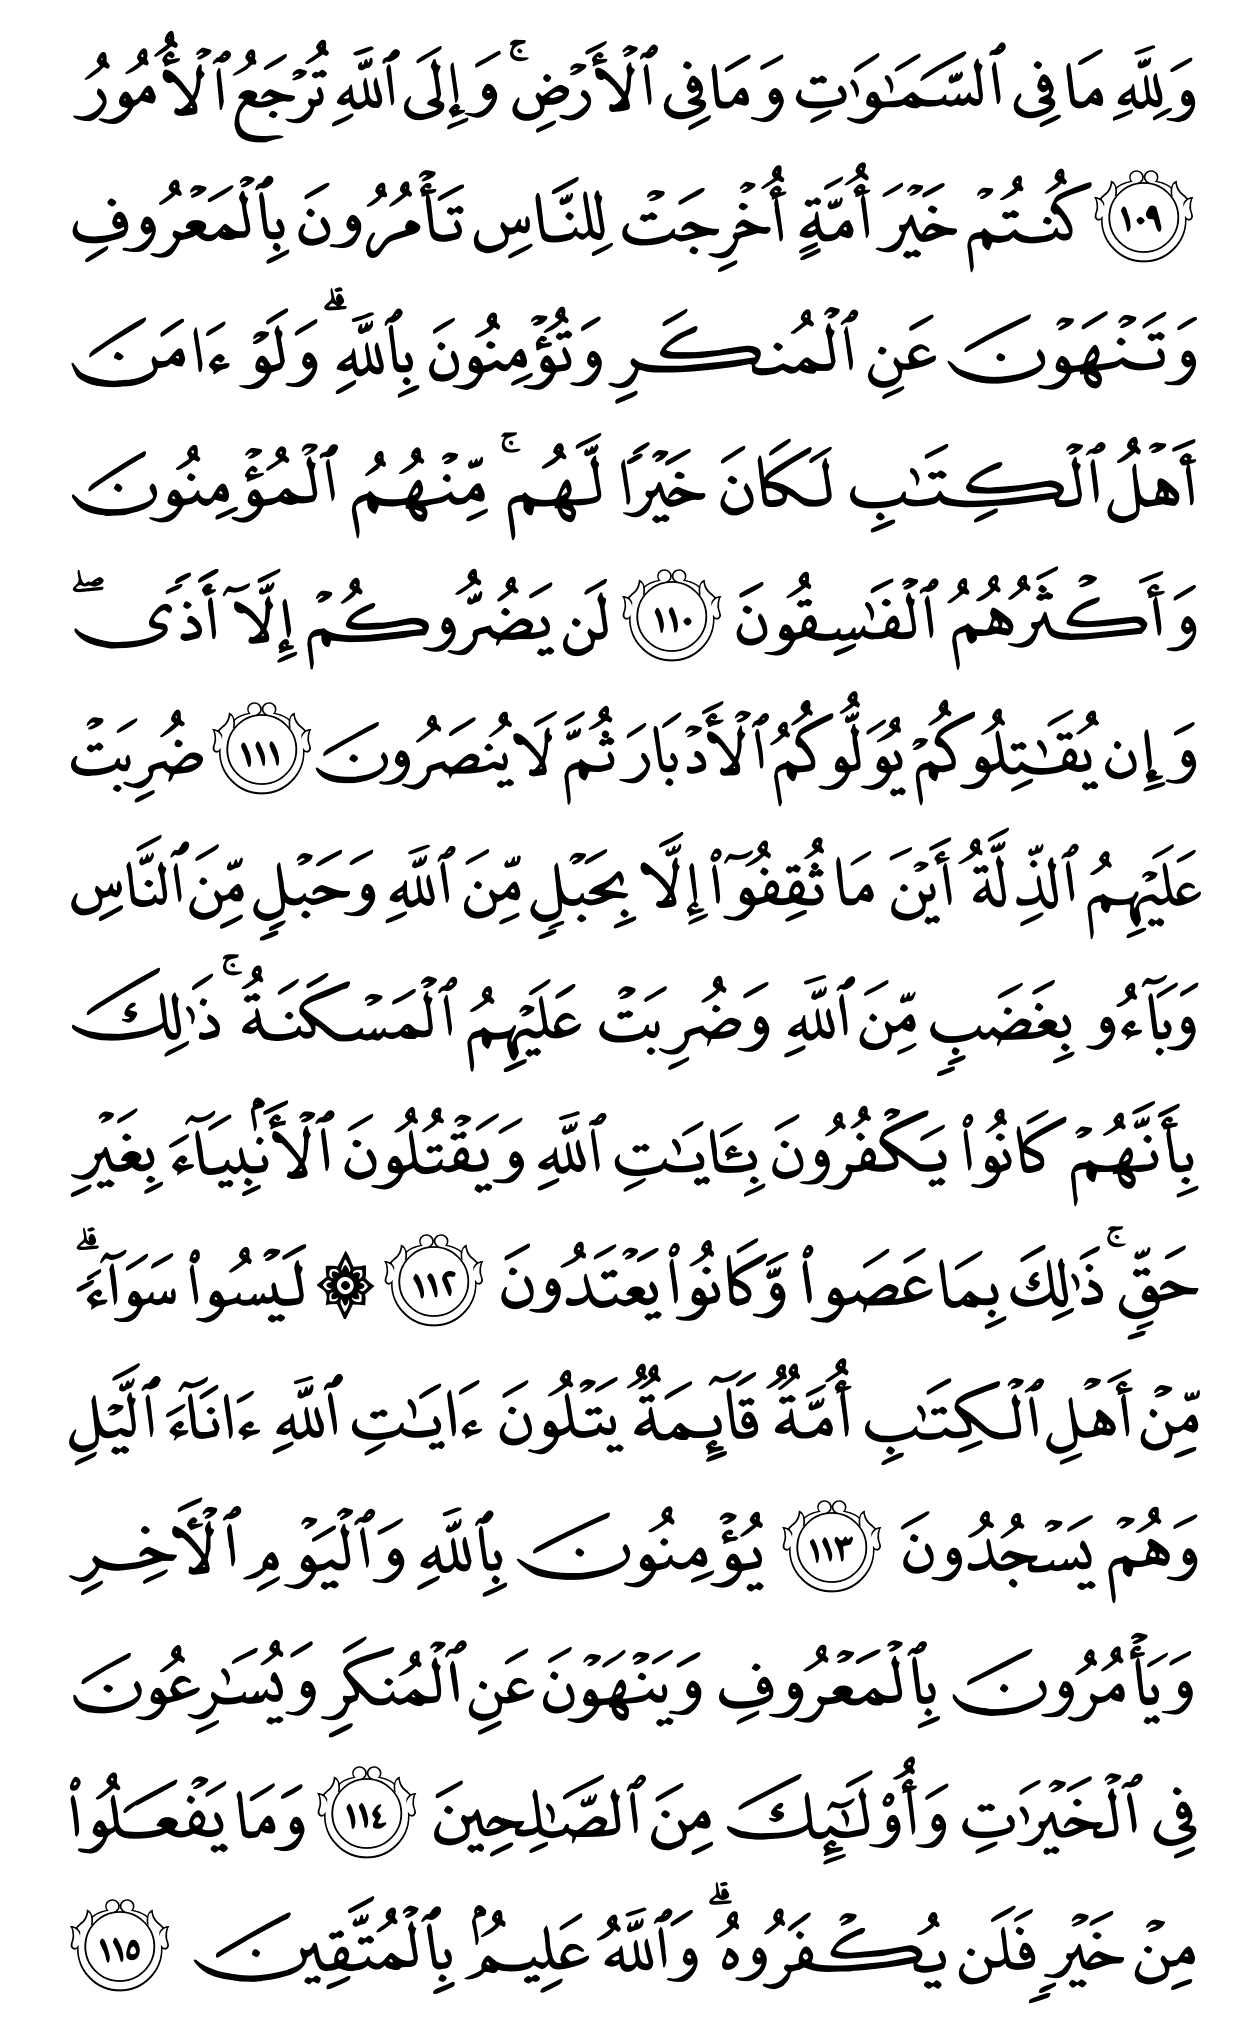 وَلِلَّهِ مَا فِى ٱلسَّمَـٰوَٰتِ وَمَا فِى ٱلْأَرْضِ ۚ وَإِلَى ٱللَّهِ تُرْجَعُ ٱلْأُمُورُ
١٠٩ كُنتُمْ خَيْرَ أُمَّةٍ أُخْرِجَتْ لِلنَّاسِ تَأْمُرُونَ بِٱلْمَعْرُوفِ
وَتَنْهَوْنَ عَنِ ٱلْمُنكَرِ وَتُؤْمِنُونَ بِٱللَّهِ ۗ وَلَوْ ءَامَنَ
أَهْلُ ٱلْكِتَـٰبِ لَكَانَ خَيْرًا لَّهُم ۚ مِّنْهُمُ ٱلْمُؤْمِنُونَ
وَأَكْثَرُهُمُ ٱلْفَـٰسِقُونَ ١١٠ لَن يَضُرُّوكُمْ إِلَّآ أَذًى ۖ
وَإِن يُقَـٰتِلُوكُمْ يُوَلُّوكُمُ ٱلْأَدْبَارَ ثُمَّ لَا يُنصَرُونَ ١١١ ضُرِبَتْ
عَلَيْهِمُ ٱلذِّلَّةُ أَيْنَ مَا ثُقِفُوٓا۟ إِلَّا بِحَبْلٍ مِّنَ ٱللَّهِ وَحَبْلٍ مِّنَ ٱلنَّاسِ
وَبَآءُو بِغَضَبٍ مِّنَ ٱللَّهِ وَضُرِبَتْ عَلَيْهِمُ ٱلْمَسْكَنَةُ ۚ ذَٰلِكَ
بِأَنَّهُمْ كَانُوا۟ يَكْفُرُونَ بِـَٔايَـٰتِ ٱللَّهِ وَيَقْتُلُونَ ٱلْأَنۢبِيَآءَ بِغَيْرِ
حَقٍّ ۚ ذَٰلِكَ بِمَا عَصَوا۟ وَّكَانُوا۟ يَعْتَدُونَ ١١٢ ۞ لَيْسُوا۟ سَوَآءً ۗ
مِّنْ أَهْلِ ٱلْكِتَـٰبِ أُمَّةٌ قَآئِمَةٌ يَتْلُونَ ءَايَـٰتِ ٱللَّهِ ءَانَآءَ ٱلَّيْلِ
وَهُمْ يَسْجُدُونَ ١١٣ يُؤْمِنُونَ بِٱللَّهِ وَٱلْيَوْمِ ٱلْـَٔاخِرِ
وَيَأْمُرُونَ بِٱلْمَعْرُوفِ وَيَنْهَوْنَ عَنِ ٱلْمُنكَرِ وَيُسَـٰرِعُونَ
فِى ٱلْخَيْرَٰتِ وَأُو۟لَـٰٓئِكَ مِنَ ٱلصَّـٰلِحِينَ ١١٤ وَمَا يَفْعَلُوا۟
مِنْ خَيْرٍ فَلَن يُكْفَرُوهُ ۗ وَٱللَّهُ عَلِيمٌۢ بِٱلْمُتَّقِينَ ١١٥